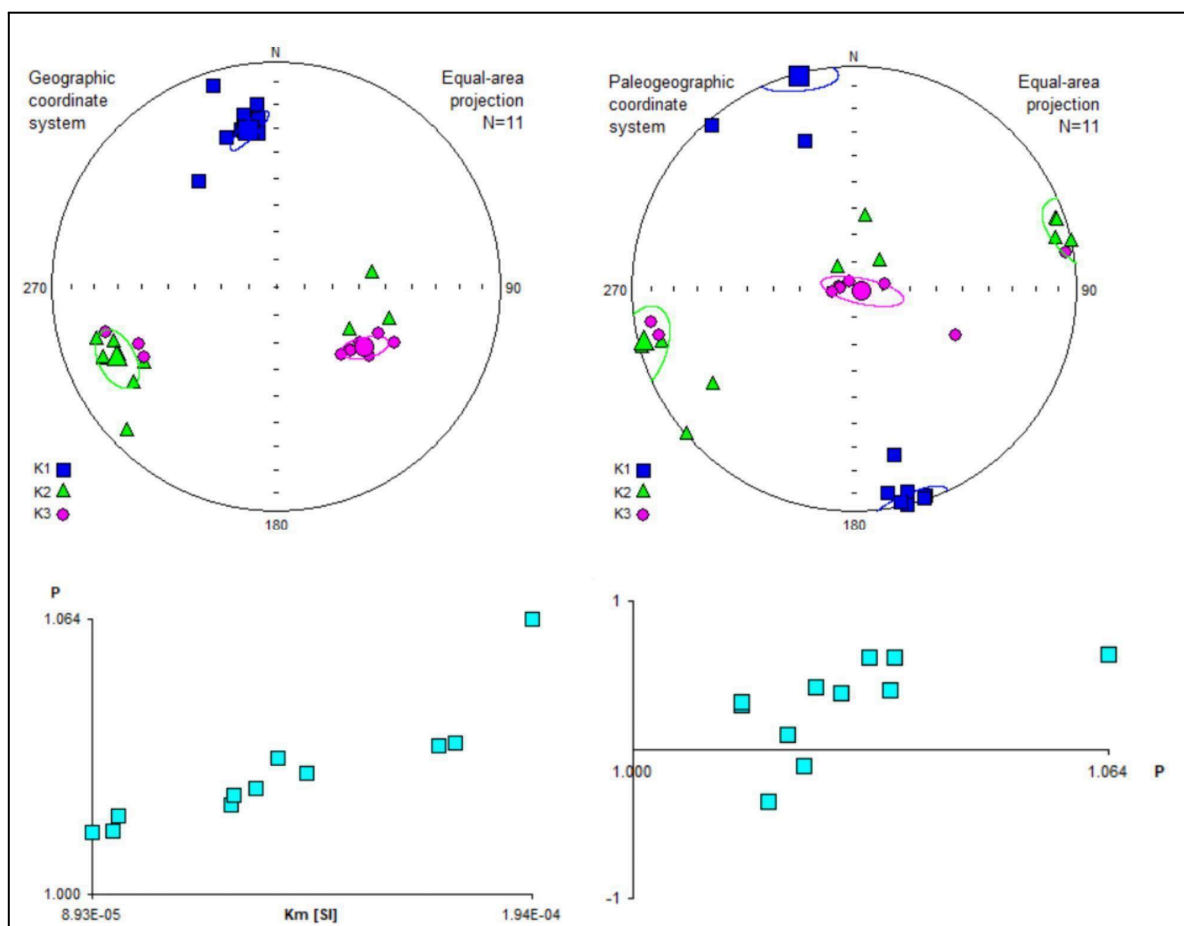 N
Geographic
coordinate
system
Equal-area
projection
N=11
270
90
180
K1
K2
K3
N
Paleogeographic
coordinate
system
Equal-area
projection
N=11
270
90
180
K1
K2
K3
P
1.064
1.000
8.93E-05
Km [SI]
1.94E-04
1
1.000
1.064
P
-1